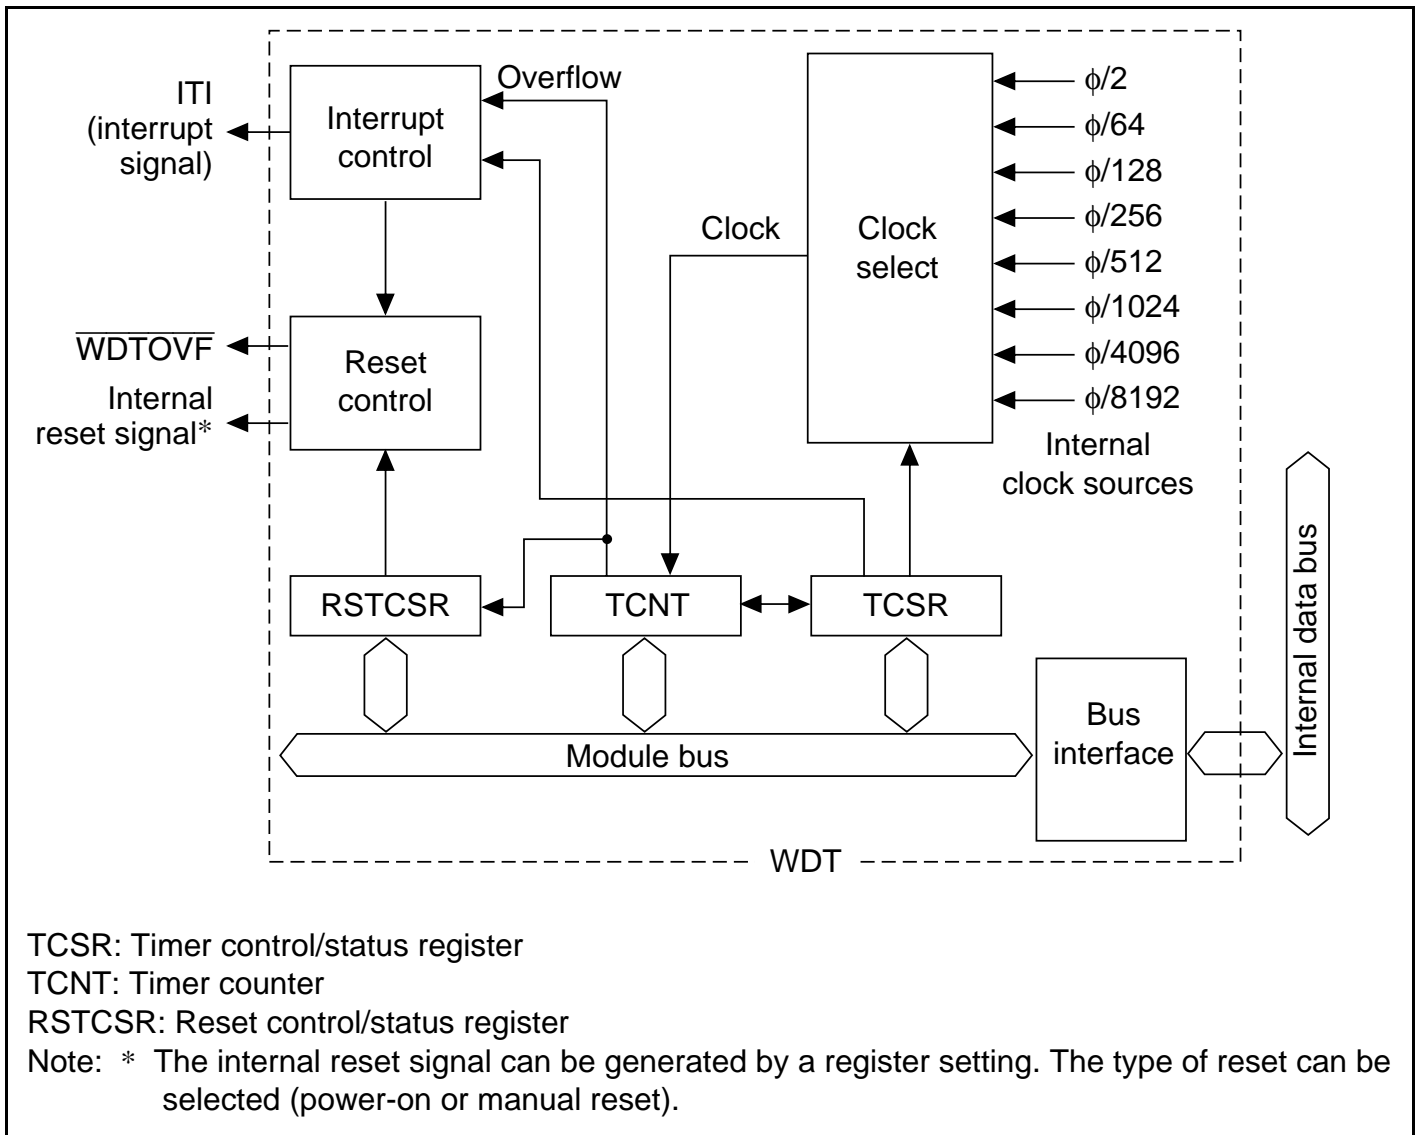 ITI
(interrupt
signal)
Interrupt
control
Overflow
Clock
Clock
select
ϕ/2
ϕ/64
ϕ/128
ϕ/256
ϕ/512
ϕ/1024
ϕ/4096
ϕ/8192
Internal
clock sources
WDTOVF
Internal
reset signal*
Reset
control
RSTCSR
TCNT
TCSR
Module bus
Bus
interface
Internal data bus
WDT
TCSR: Timer control/status register
TCNT: Timer counter
RSTCSR: Reset control/status register
Note: * The internal reset signal can be generated by a register setting. The type of reset can be
selected (power-on or manual reset).